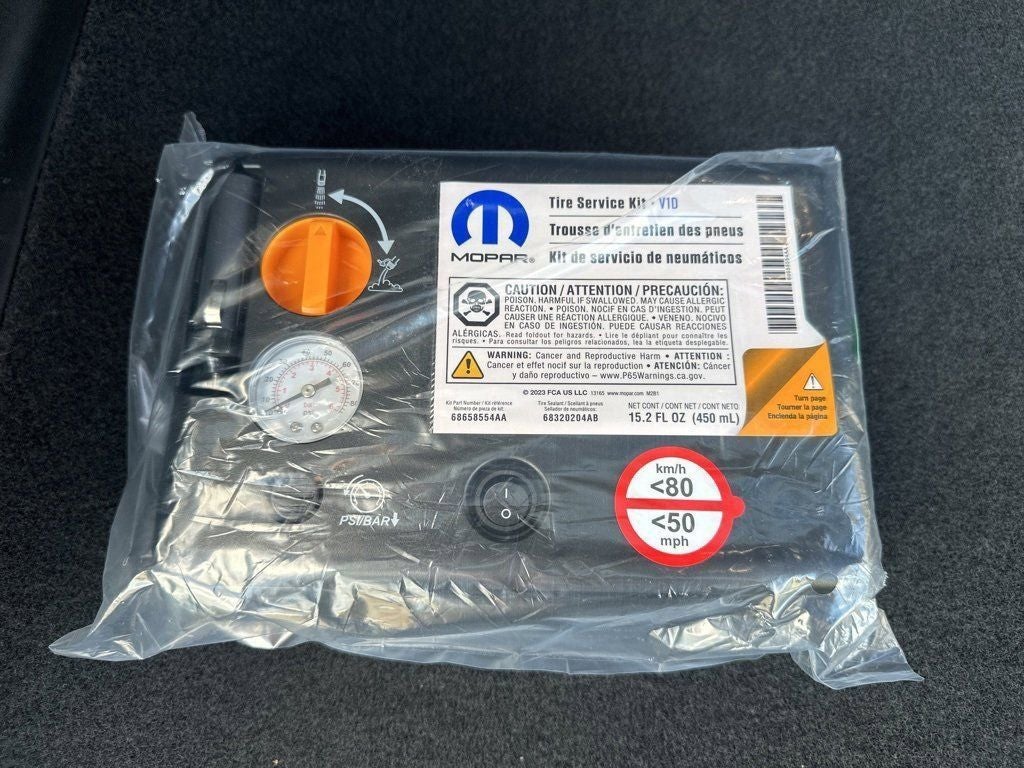 Tire Service Kit - V1D
Trousse d'entretien des pneus
Kit de servicio de neumáticos
MOPAR®
CAUTION / ATTENTION / PRECAUCIÓN:
POISON. HARMFUL IF SWALLOWED. MAY CAUSE ALLERGIC
REACTION. • POISON. NOCIF EN CAS D'INGESTION. PEUT
CAUSER UNE RÉACTION ALLERGIQUE. • VENENO. NOCIVO
EN CASO DE INGESTIÓN. PUEDE CAUSAR REACCIONES
ALÉRGICAS. Read foldout for hazards. • Lire le dépliant pour connaître les
risques. • Para consultar los peligros relacionados, lea la etiqueta desplegable.
WARNING: Cancer and Reproductive Harm • ATTENTION :
Cancer et effet nocif sur la reproduction • ATENCIÓN: Cáncer
y daño reproductivo – www.P65Warnings.ca.gov.
© 2023 FCA US LLC 13165 www.mopar.com M2B1
Kit Part Number / Kit référence
Número de pieza de kit:
68658554AA
Tire Sealant / Scellant à pneus
Sellador de neumáticos:
68320204AB
NET CONT / CONT NET / CONT NETO:
15.2 FL OZ (450 mL)
Turn page
Tourner la page
Encienda la página
PSI/BAR
I
O
km/h
<80
<50
mph